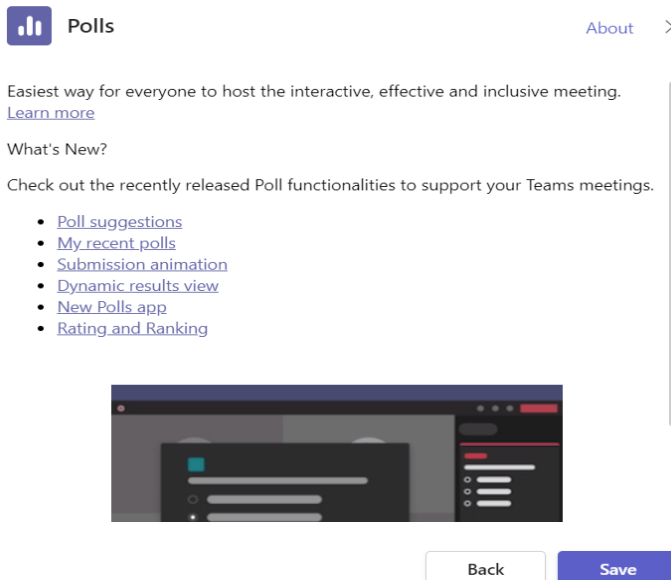 Polls
About
Easiest way for everyone to host the interactive, effective and inclusive meeting.
Learn more
What's New?
Check out the recently released Poll functionalities to support your Teams meetings.
Poll suggestions
My recent polls
Submission animation
Dynamic results view
New Polls app
Rating and Ranking
Back
Save